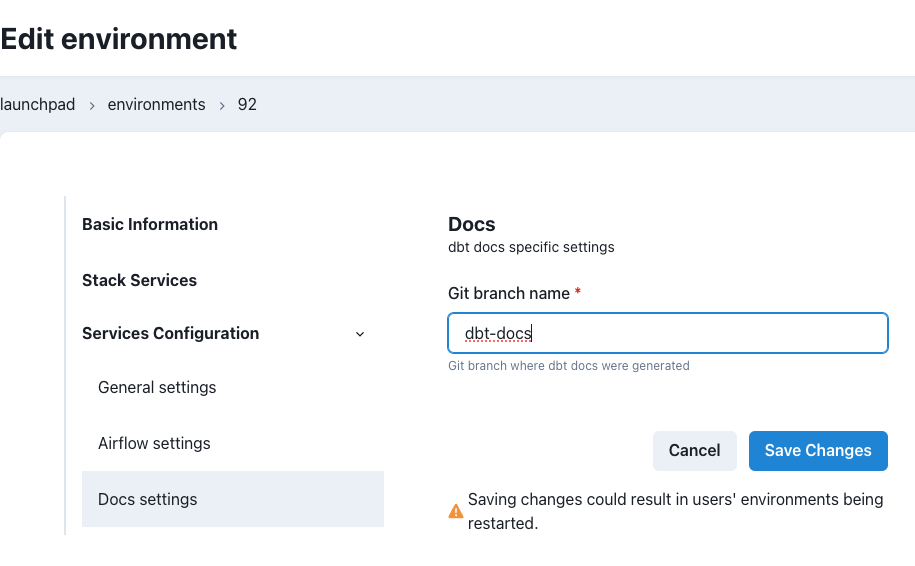 Edit environment
launchpad > environments > 92
Basic Information
Stack Services
Services Configuration
General settings
Airflow settings
Docs settings
Docs
dbt docs specific settings
Git branch name *
dbt-docs
Git branch where dbt docs were generated
Cancel
Save Changes
Saving changes could result in users' environments being
restarted.